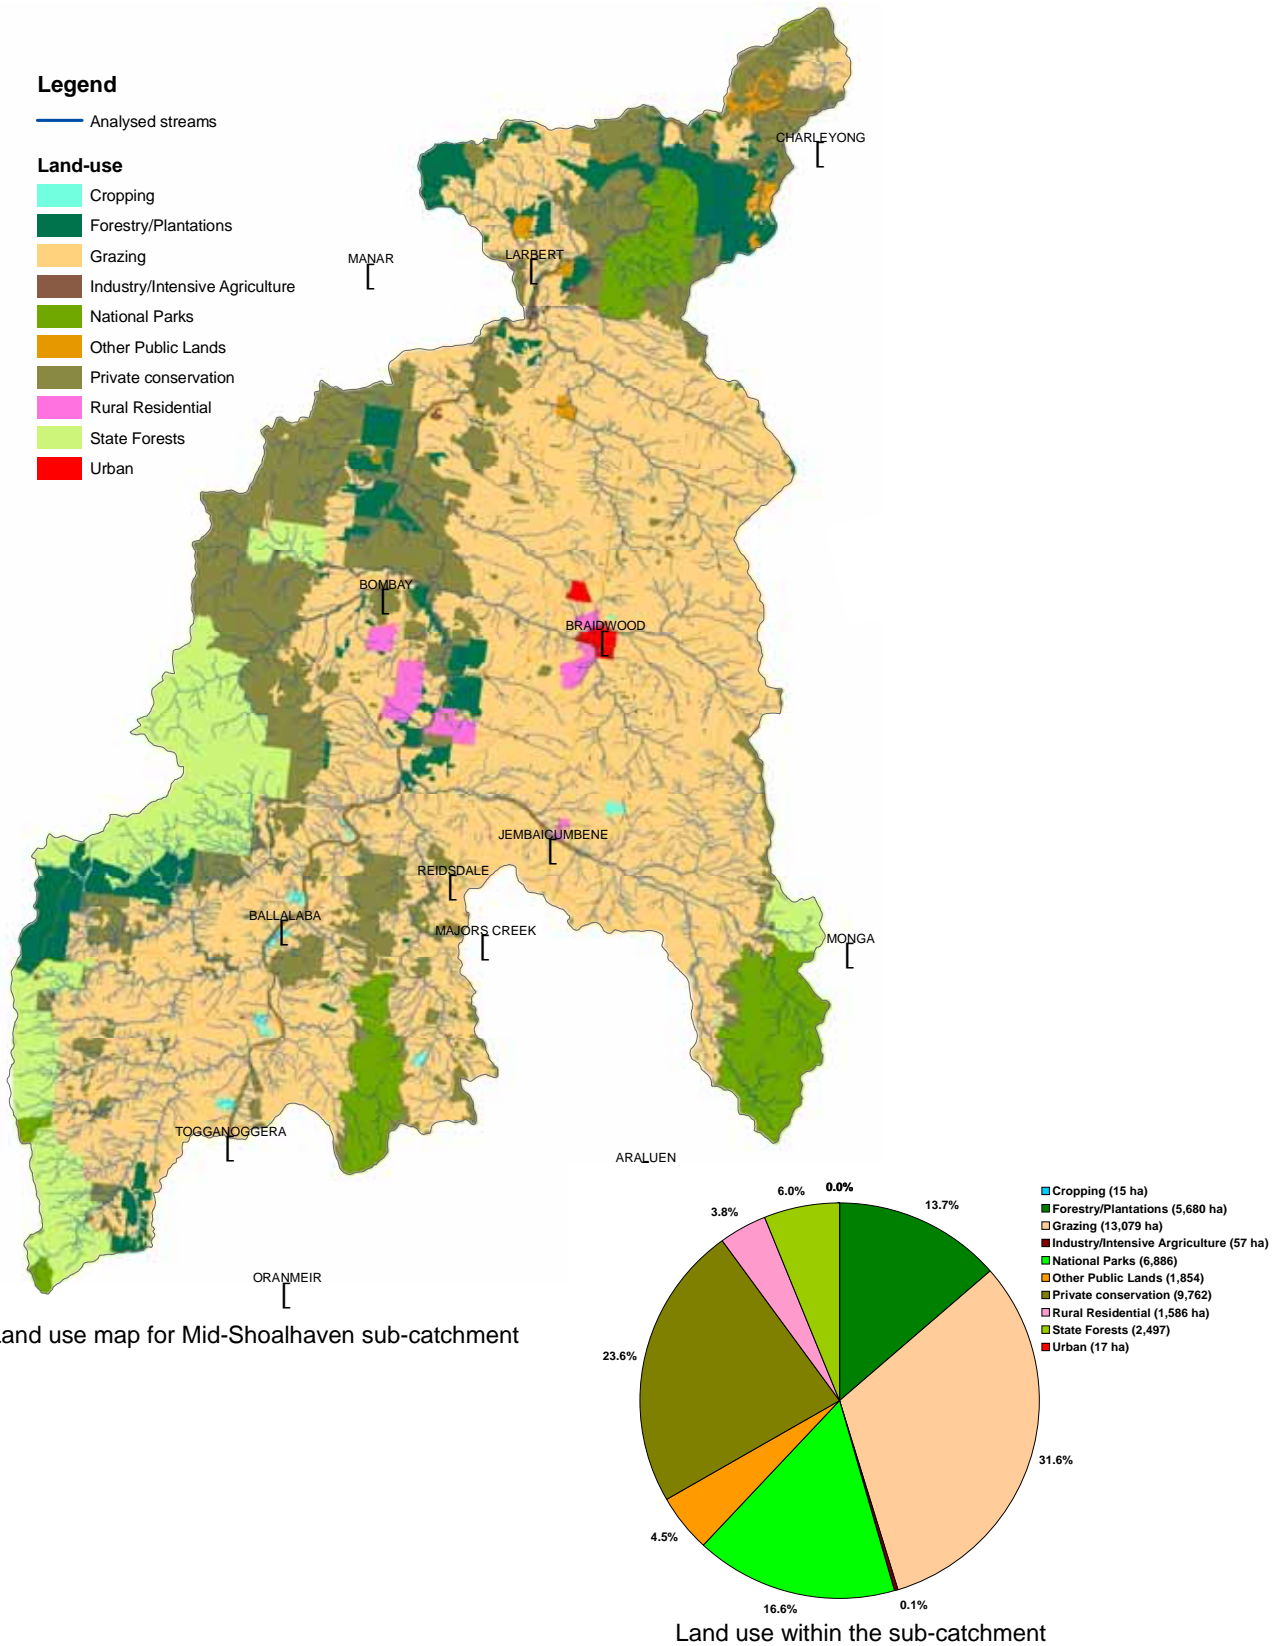 Legend
Analysed streams
Land-use
Cropping
Forestry/Plantations
Grazing
Industry/Intensive Agriculture
National Parks
Other Public Lands
Private conservation
Rural Residential
State Forests
Urban
CHARLEYONG
MANAR
LARBERT
BOMBAY
BRAIDWOOD
JEMBAICUMBENE
REIDSDALE
BALLALABA
MAJORS CREEK
MONGA
TOGGANOGGERA
ARALUEN
ORANMEIR
and use map for Mid-Shoalhaven sub-catchment
0.0%
13.7%
31.6%
0.1%
16.6%
4.5%
23.6%
3.8%
6.0%
Cropping (15 ha)
Forestry/Plantations (5,680 ha)
Grazing (13,079 ha)
Industry/Intensive Argriculture (57 ha)
National Parks (6,886)
Other Public Lands (1,854)
Private conservation (9,762)
Rural Residential (1,586 ha)
State Forests (2,497)
Urban (17 ha)
Land use within the sub-catchment